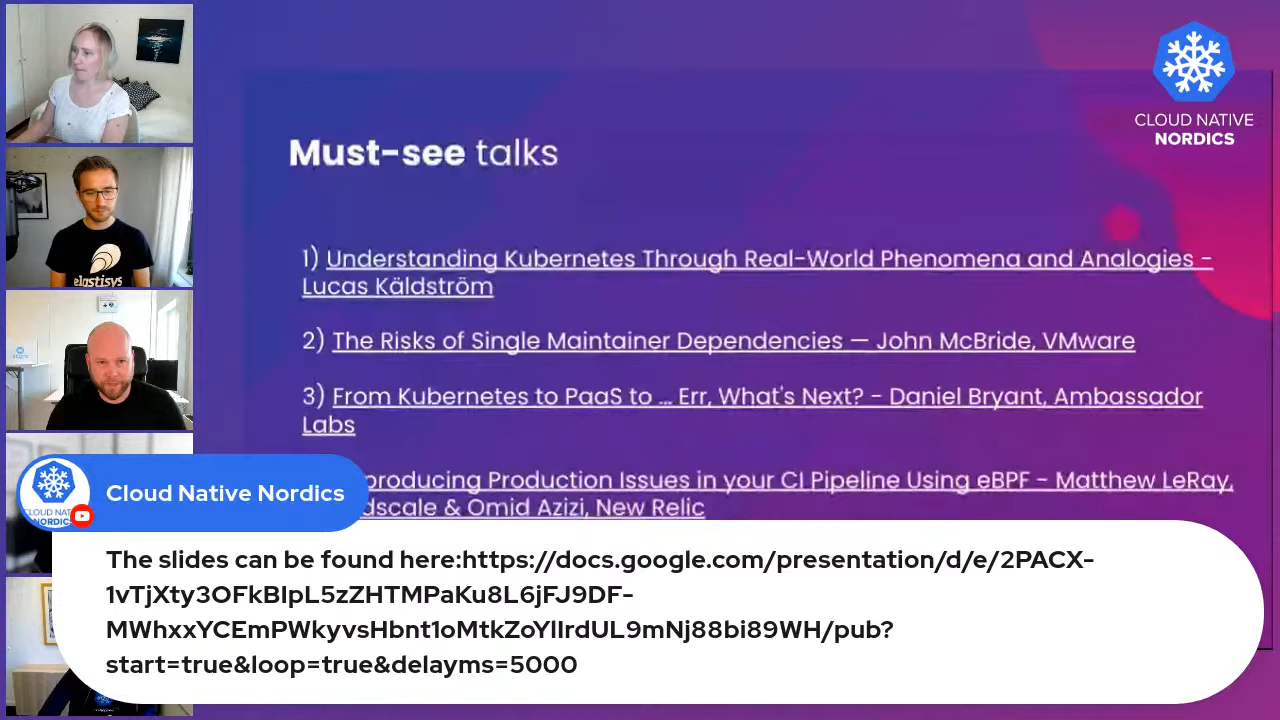 CLOUD NATIVE
NORDICS
Must-see talks
1) Understanding Kubernetes Through Real-World Phenomena and Analogies -
Lucas Käldström
2) The Risks of Single Maintainer Dependencies — John McBride, VMware
3) From Kubernetes to PaaS to ... Err, What's Next? - Daniel Bryant, Ambassador
Labs
Production Issues in your CI Pipeline Using eBPF - Matthew LeRay,
& Omid Azizi, New Relic
elastisys
Cloud Native Nordics
The slides can be found here:https://docs.google.com/presentation/d/e/2PACX-
1vTjXty3OFkBIpL5zZHTMPaKu8L6jFJ9DF-
MWhxxYCEmPWkyvsHbnt1oMtkZoYlIrdUL9mNj88bi89WH/pub?
start=true&loop=true&delayms=5000